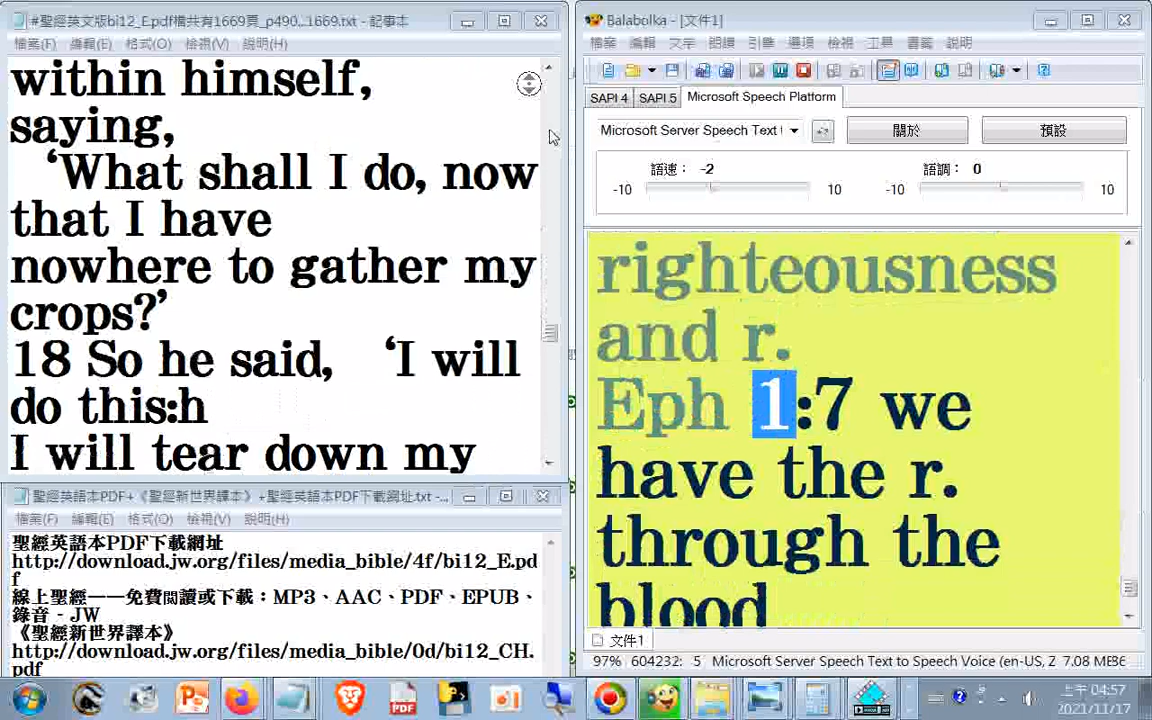 #聖經英文版bi12_E.pdf檔共有1669頁_p490...1669.txt - 記事本
檔案(F) 編輯(E) 格式(O) 檢視(V) 說明(H)
within himself,
saying,
‘What shall I do, now
that I have
nowhere to gather my
crops?’
18 So he said, ‘I will
do this:h
I will tear down my
聖經英語本PDF+《聖經新世界譯本》+聖經英語本PDF下載網址.txt - ...
檔案(F) 編輯(E) 格式(O) 檢視(V) 說明(H)
聖經英語本PDF下載網址
http://download.jw.org/files/media_bible/4f/bi12_E.pd
f
線上聖經——免費閱讀或下載：MP3、AAC、PDF、EPUB、
錄音 - JW
《聖經新世界譯本》
http://download.jw.org/files/media_bible/0d/bi12_CH.
pdf
Balabolka - [文件1]
檔案 編輯 文字 朗讀 引擎 選項 檢視 工具 書籤 說明
SAPI 4 SAPI 5 Microsoft Speech Platform
Microsoft Server Speech Text 關於 預設
語速： -2 語調： 0
-10 10 -10 10
righteousness
and r.
Eph 1:7 we
have the r.
through the
blood
文件1
97% 604232: 5 Microsoft Server Speech Text to Speech Voice (en-US, Z 7.08 MB
上午 04:57
2021/11/17